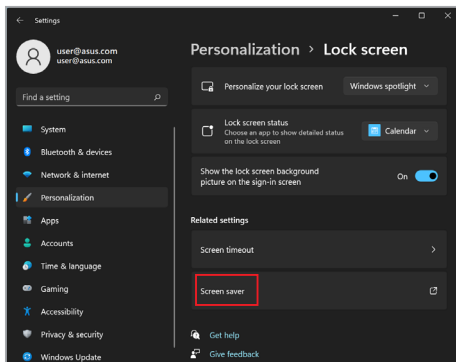 Settings
user@asus.com
user@asus.com
Find a setting
System
Bluetooth & devices
Network & internet
Personalization
Apps
Accounts
Time & language
Gaming
Accessibility
Privacy & security
Windows Update
Personalization > Lock screen
Personalize your lock screen
Windows spotlight
Lock screen status
Choose an app to show detailed status
on the lock screen
Calendar
Show the lock screen background
picture on the sign-in screen
On
Related settings
Screen timeout
Screen saver
Get help
Give feedback